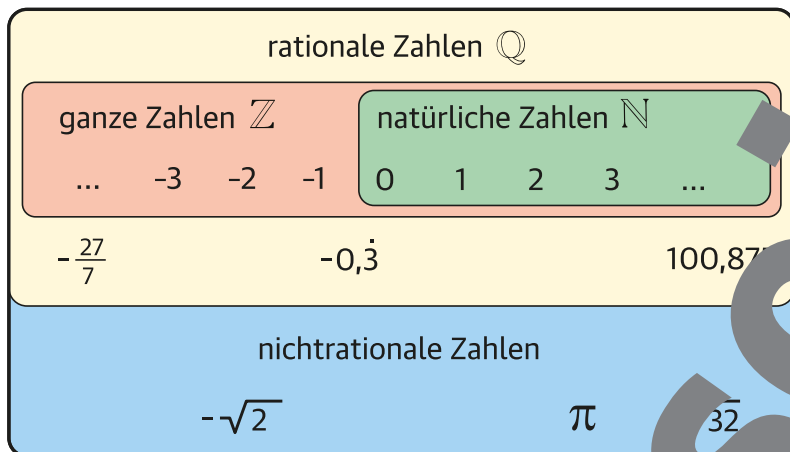 rationale Zahlen ℚ
ganze Zahlen ℤ natürliche Zahlen ℕ
... -3 -2 -1 0 1 2 3 ...
-27/7 -0,3̇
nichtrationale Zahlen
-√2 π